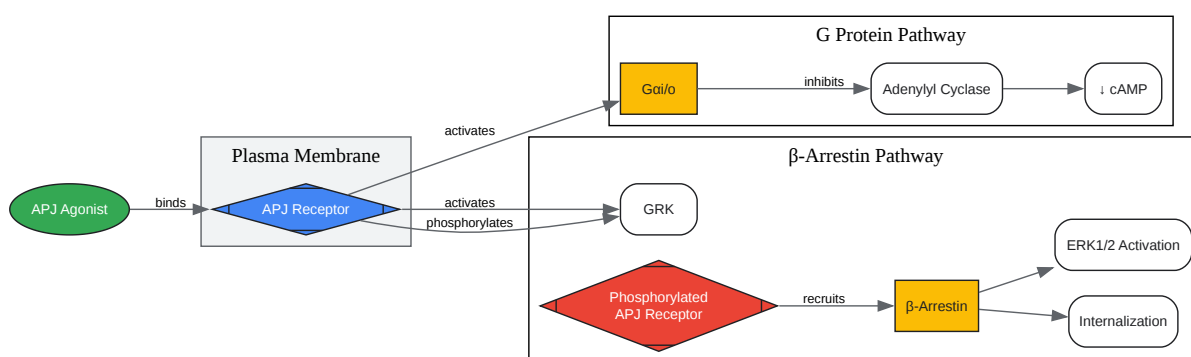 G Protein Pathway
Gαi/o
inhibits
Adenylyl Cyclase
↓ cAMP
activates
Plasma Membrane
β-Arrestin Pathway
APJ Agonist
binds
APJ Receptor
activates
phosphorylates
GRK
ERK1/2 Activation
Phosphorylated
APJ Receptor
recruits
β-Arrestin
Internalization